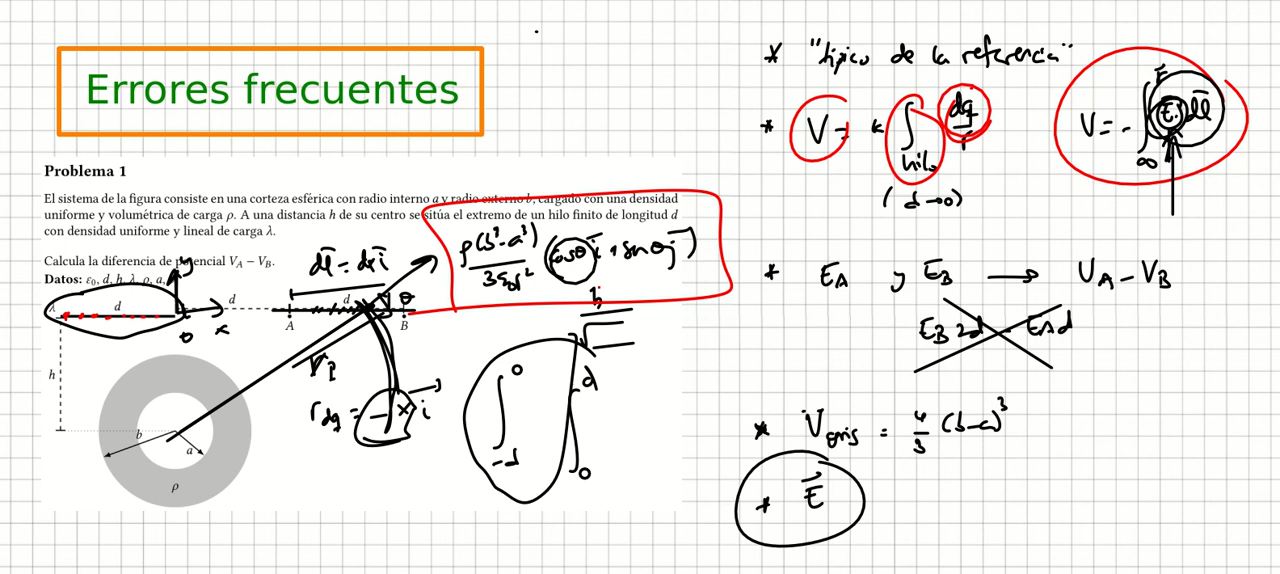 Errores frecuentes
Problema 1
El sistema de la figura consiste en una corteza esférica con radio interno a y radio externo b, cargado con una densidad
uniforme y volumétrica de carga ρ. A una distancia h de su centro se sitúa el extremo de un hilo finito de longitud d
con densidad uniforme y lineal de carga λ.
Calcula la diferencia de potencial V_A − V_B.
Datos: ε₀, d, h, λ, ρ, a,
dl̄ = dx ī
ρ(b³-a³)/3ε₀r² (cosθ ī + senθ j̄)
λ
d
d
d
θ
x
0
A
B
h
b
a
ρ
r_dq = -x ī
∫_{-d}^{0}
∫_{0}^{d}
* "típico de la referencia"
* V = k ∫_{hilo} dq/r
(d→0)
V = - ∫_{∞}^{r̄} Ē dl̄
* E_A y E_B → V_A - V_B
E_B 2d - E_A d
* V_gris = 4/3 (b-a)³
* E⃗